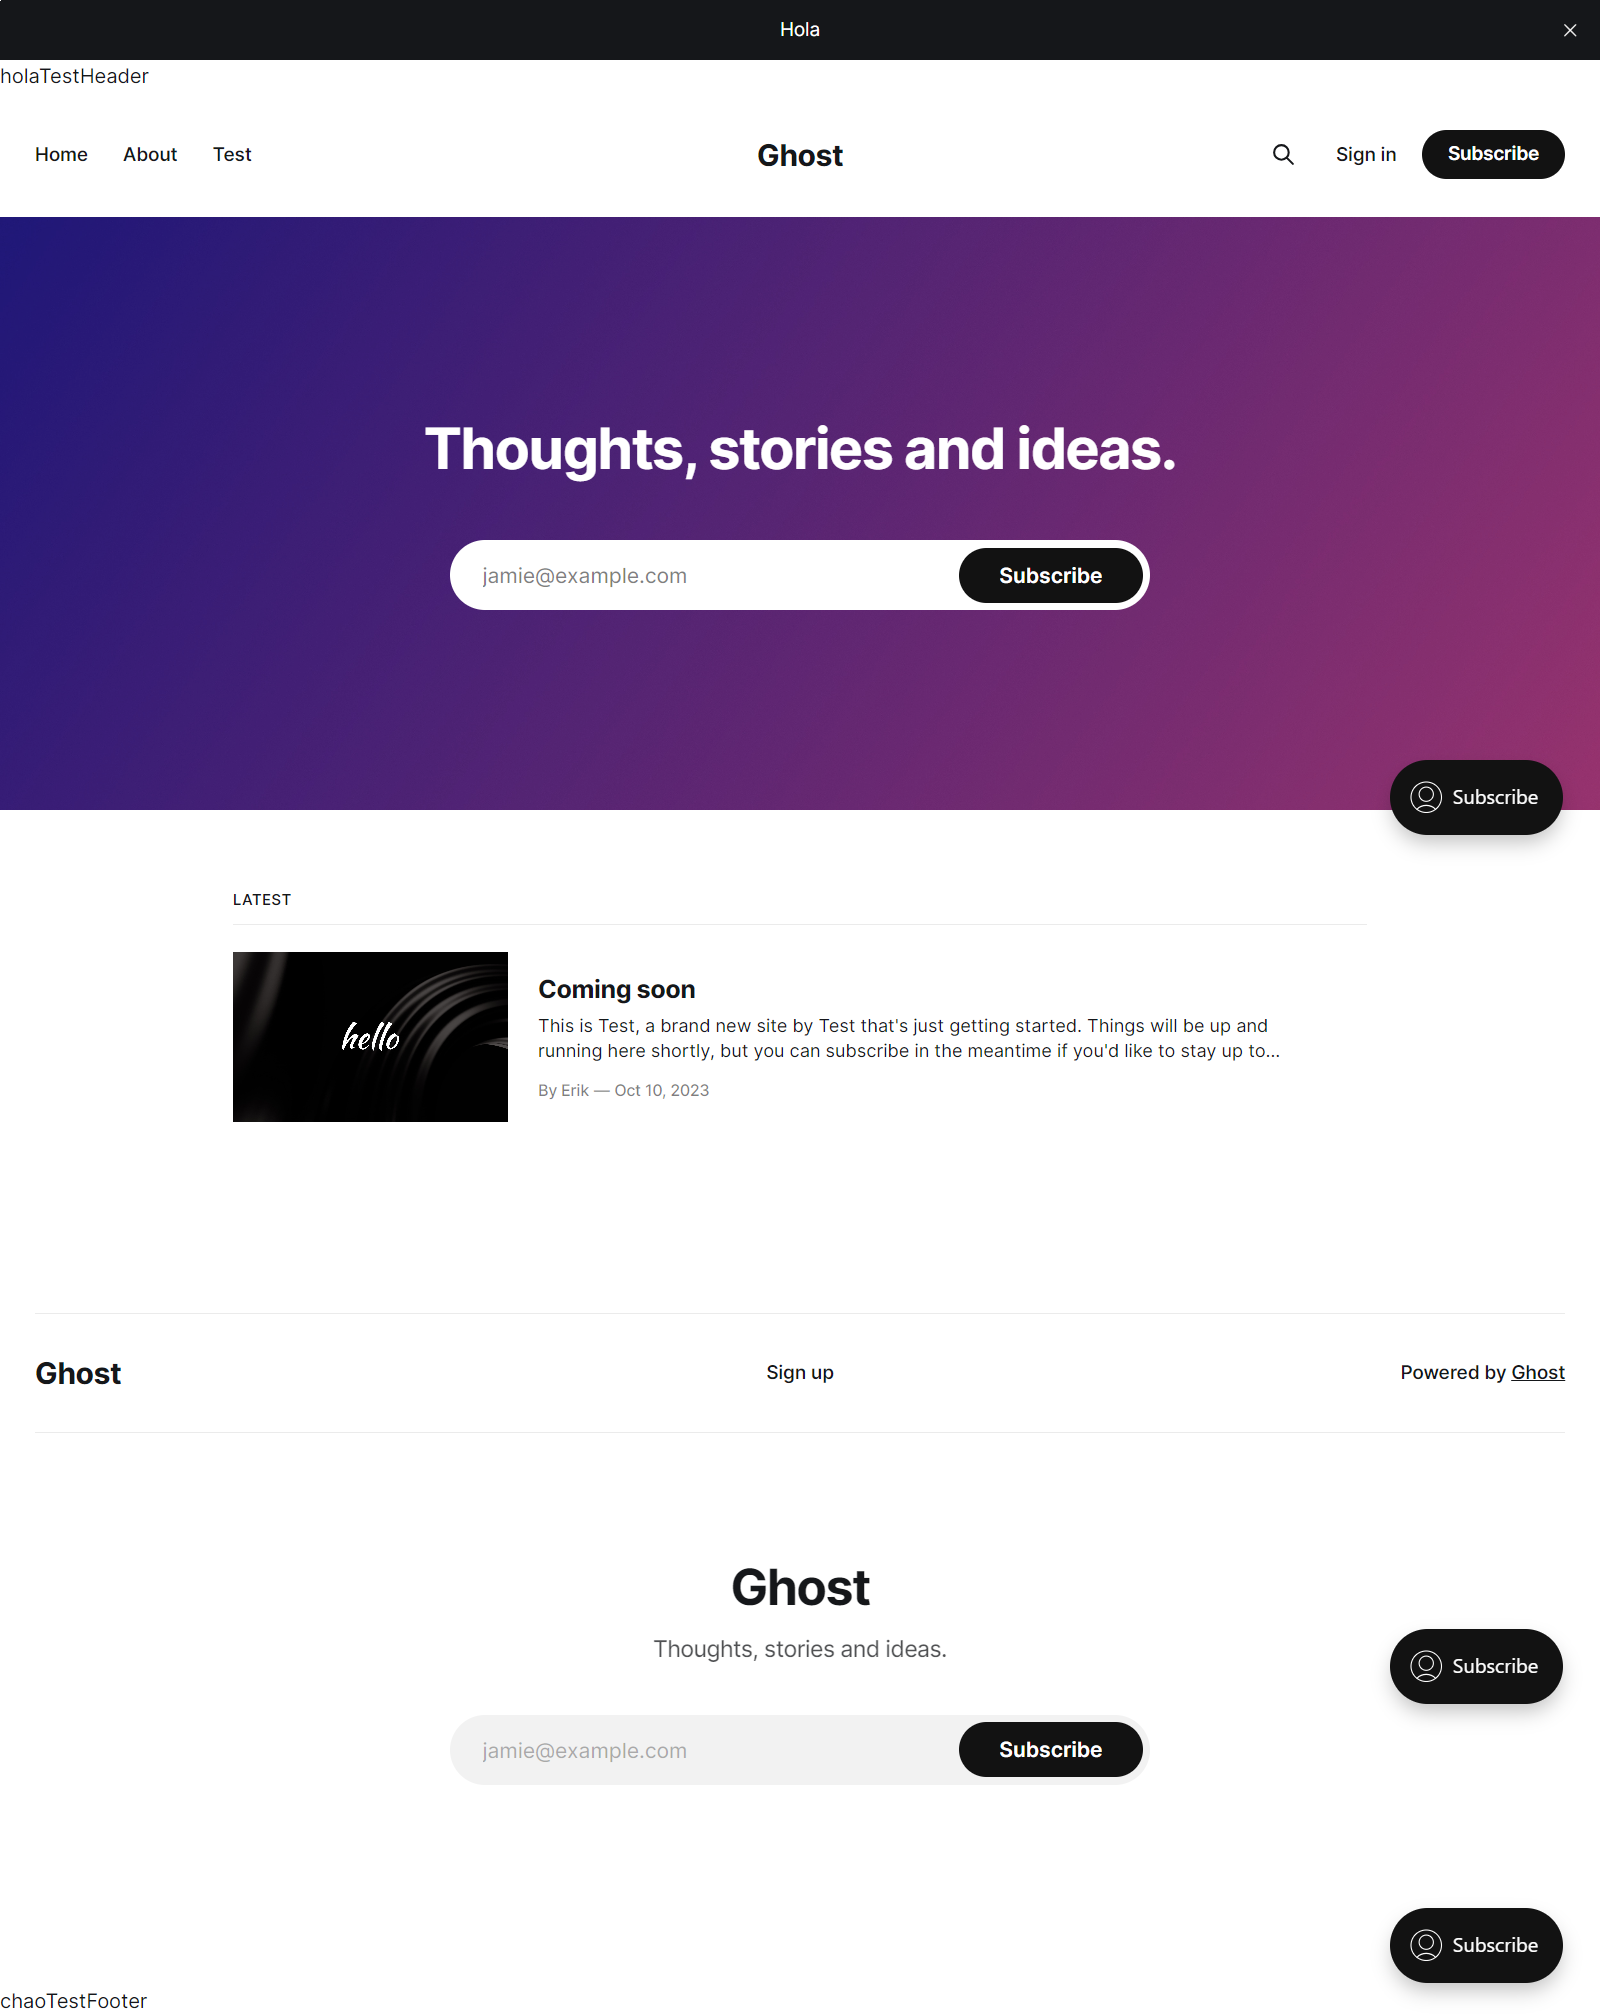 Hola
holaTestHeader
Home About Test Ghost Sign in Subscribe
Thoughts, stories and ideas.
jamie@example.com Subscribe
Subscribe
LATEST
hello
Coming soon
This is Test, a brand new site by Test that's just getting started. Things will be up and
running here shortly, but you can subscribe in the meantime if you'd like to stay up to...
By Erik — Oct 10, 2023
Ghost Sign up Powered by Ghost
Ghost
Thoughts, stories and ideas.
Subscribe
jamie@example.com Subscribe
Subscribe
chaoTestFooter